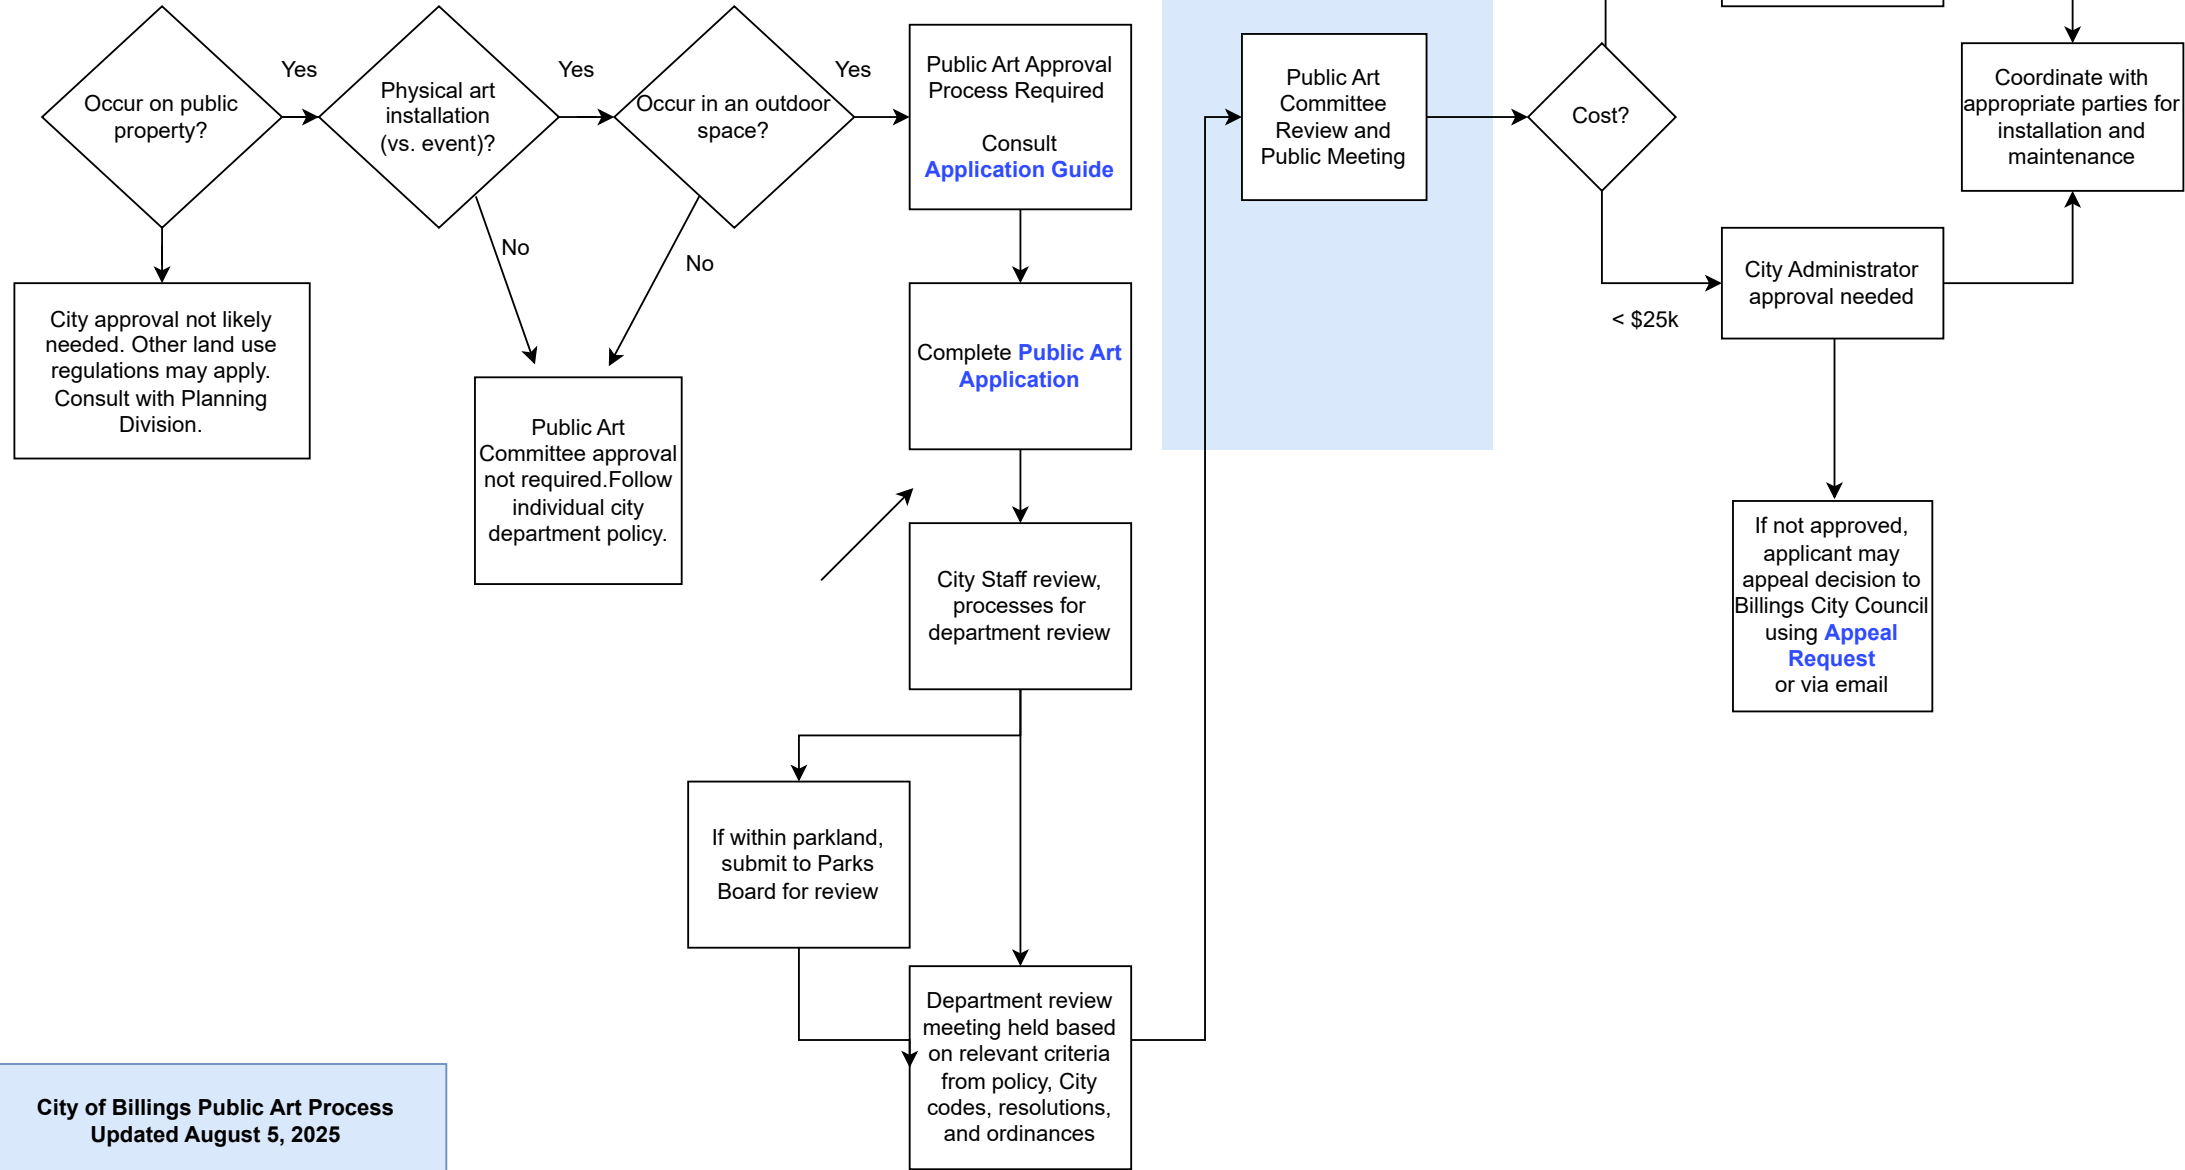 Occur on public
property?
Yes
Physical art
installation
(vs. event)?
Yes
Occur in an outdoor
space?
Yes
Public Art Approval
Process Required
Consult
Application Guide
Public Art
Committee
Review and
Public Meeting
Cost?
Coordinate with
appropriate parties for
installation and
maintenance
City approval not likely
needed. Other land use
regulations may apply.
Consult with Planning
Division.
No
No
Public Art
Committee approval
not required.Follow
individual city
department policy.
Complete Public Art
Application
< $25k
City Administrator
approval needed
If not approved,
applicant may
appeal decision to
Billings City Council
using Appeal
Request
or via email
City Staff review,
processes for
department review
If within parkland,
submit to Parks
Board for review
Department review
meeting held based
on relevant criteria
from policy, City
codes, resolutions,
and ordinances
City of Billings Public Art Process
Updated August 5, 2025